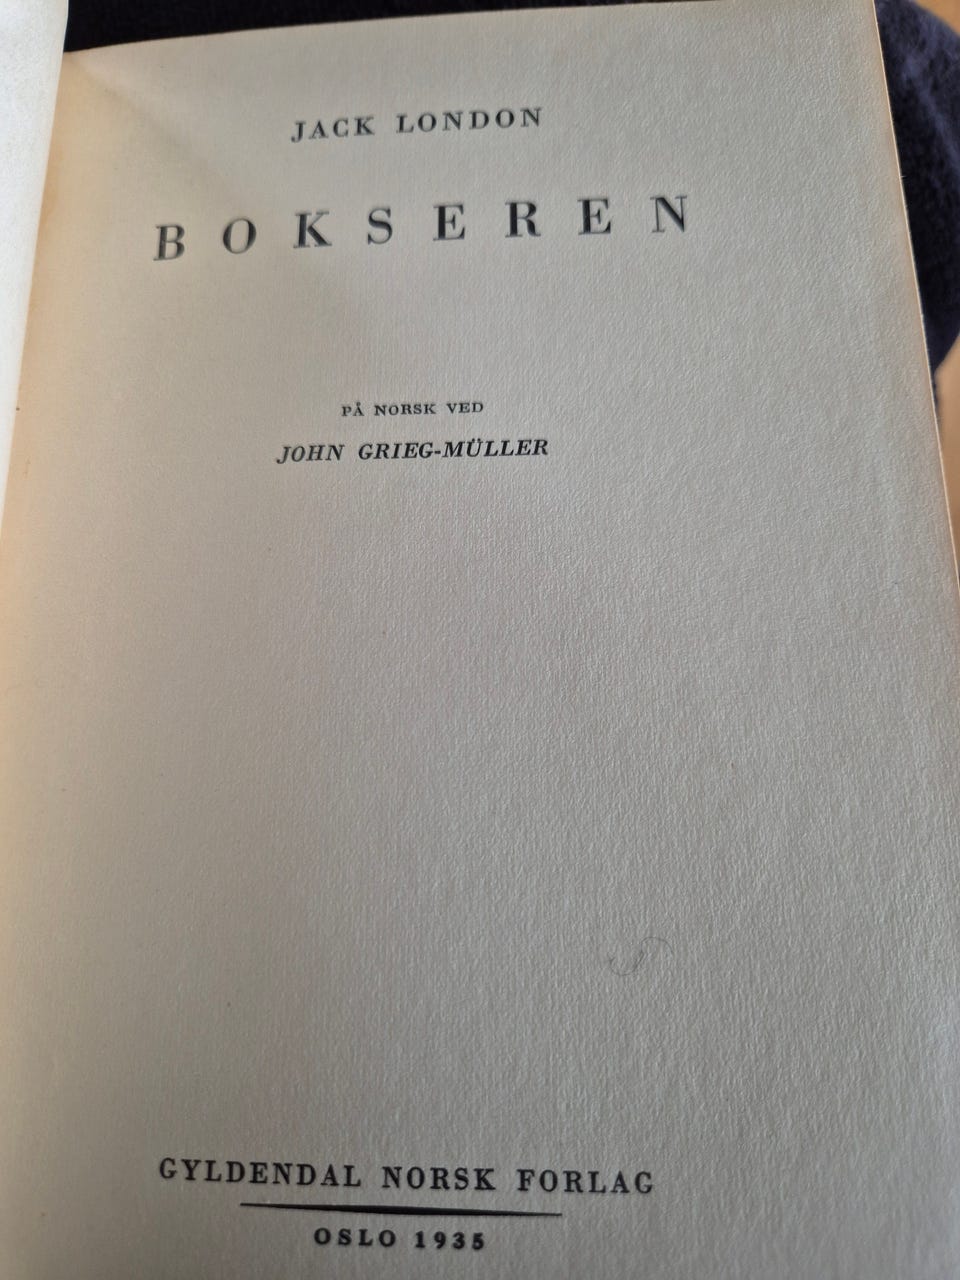 JACK LONDON
BOKSEREN
PÅ NORSK VED
JOHN GRIEG-MÜLLER
GYLDENDAL NORSK FORLAG
OSLO 1935